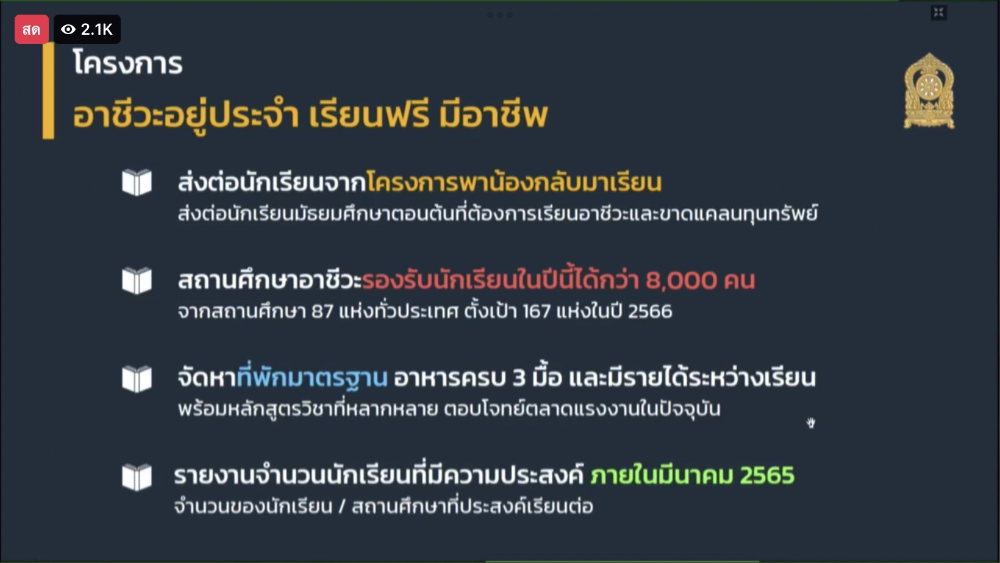 สด 2.1K
โครงการ
อาชีวะอยู่ประจำ เรียนฟรี มีอาชีพ
ส่งต่อนักเรียนจากโครงการพาน้องกลับมาเรียน
ส่งต่อนักเรียนมัธยมศึกษาตอนต้นที่ต้องการเรียนอาชีวะและขาดแคลนทุนทรัพย์
สถานศึกษาอาชีวะรองรับนักเรียนในปีนี้ได้กว่า 8,000 คน
จากสถานศึกษา 87 แห่งทั่วประเทศ ตั้งเป้า 167 แห่งในปี 2566
จัดหาที่พักมาตรฐาน อาหารครบ 3 มื้อ และมีรายได้ระหว่างเรียน
พร้อมหลักสูตรวิชาที่หลากหลาย ตอบโจทย์ตลาดแรงงานในปัจจุบัน
รายงานจำนวนนักเรียนที่มีความประสงค์ ภายในมีนาคม 2565
จำนวนของนักเรียน / สถานศึกษาที่ประสงค์เรียนต่อ